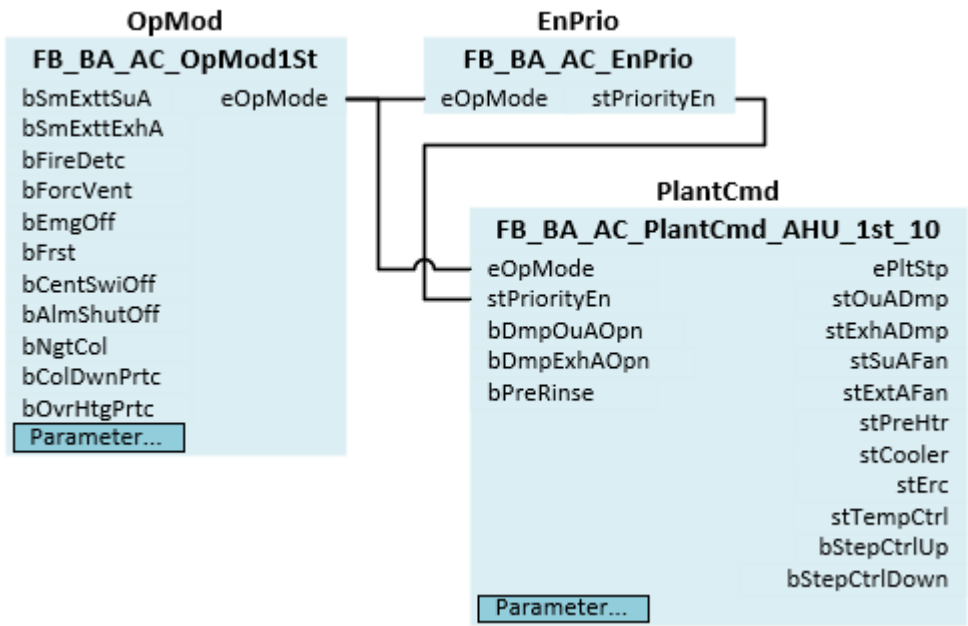 OpMod
FB_BA_AC_OpMod1St
bSmExttSuA eOpMode
bSmExttExhA
bFireDetc
bForcVent
bEmgOff
bFrst
bCentSwiOff
bAlmShutOff
bNgtCol
bColDwnPrtc
bOvrHtgPrtc
Parameter...
EnPrio
FB_BA_AC_EnPrio
eOpMode stPriorityEn
PlantCmd
FB_BA_AC_PlantCmd_AHU_1st_10
eOpMode ePltStp
stPriorityEn stOuADmp
bDmpOuAOpn stExhADmp
bDmpExhAOpn stSuAFan
bPreRinse stExtAFan
stPreHtr
stCooler
stErc
stTempCtrl
bStepCtrlUp
bStepCtrlDown
Parameter...